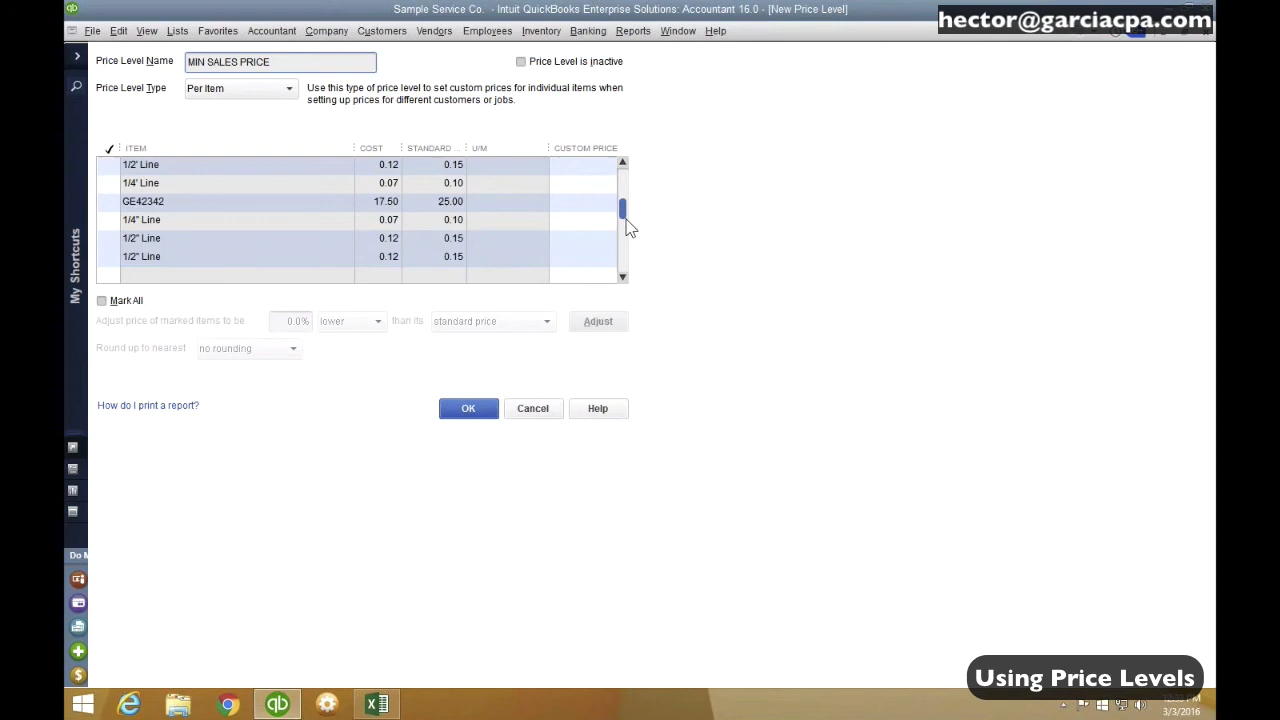 Sample Service Co. - Intuit QuickBooks Enterprise Solutions: Accountant 16.0 - [New Price Level]
hector@garciacpa.com
File Edit View Lists Favorites Accountant Company Customers Vendors Employees Inventory Banking Reports Window Help
Price Level Name MIN SALES PRICE Price Level is inactive
Price Level Type Per Item Use this type of price level to set custom prices for individual items when
setting up prices for different customers or jobs.
ITEM COST STANDARD ... U/M CUSTOM PRICE
1/2' Line 0.12 0.15
1/4' Line 0.07 0.10
GE42342 17.50 25.00
1/4" Line 0.07 0.10
1/2" Line 0.12 0.15
1/2" Line 0.12 0.15
My Shortcuts
Mark All
Adjust price of marked items to be 0.0% lower than its standard price Adjust
Round up to nearest no rounding
How do I print a report? OK Cancel Help
Do M
Using Price Levels
3/3/2016